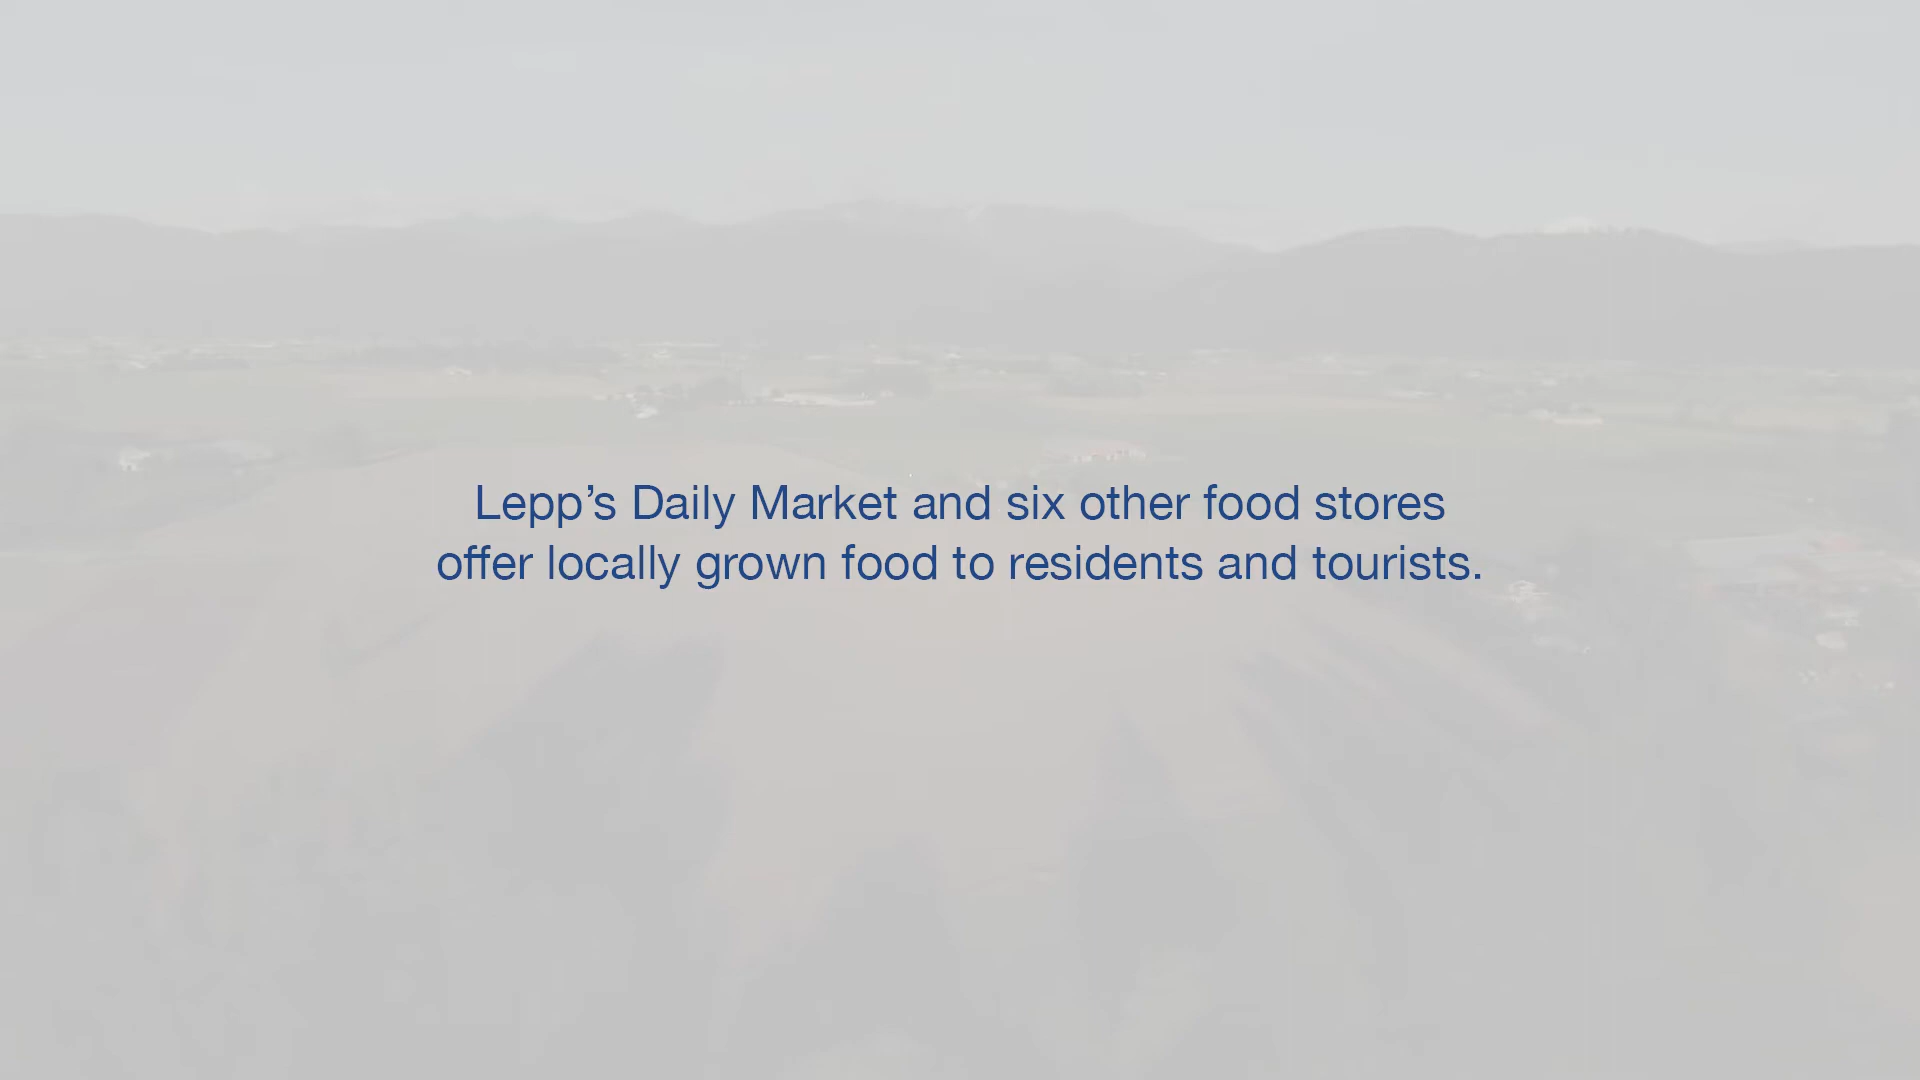 Lepp’s Daily Market and six other food stores
offer locally grown food to residents and tourists.